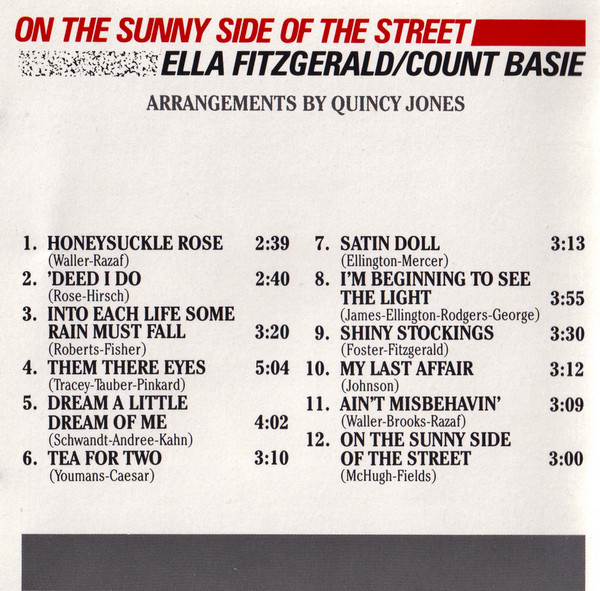 ON THE SUNNY SIDE OF THE STREET
ELLA FITZGERALD/COUNT BASIE
ARRANGEMENTS BY QUINCY JONES
1. HONEYSUCKLE ROSE 2:39
(Waller-Razaf)
2. 'DEED I DO 2:40
(Rose-Hirsch)
3. INTO EACH LIFE SOME
RAIN MUST FALL 3:20
(Roberts-Fisher)
4. THEM THERE EYES 5:04
(Tracey-Tauber-Pinkard)
5. DREAM A LITTLE
DREAM OF ME 4:02
(Schwandt-Andree-Kahn)
6. TEA FOR TWO 3:10
(Youmans-Caesar)
7. SATIN DOLL 3:13
(Ellington-Mercer)
8. I'M BEGINNING TO SEE
THE LIGHT 3:55
(James-Ellington-Rodgers-George)
9. SHINY STOCKINGS 3:30
(Foster-Fitzgerald)
10. MY LAST AFFAIR 3:12
(Johnson)
11. AIN'T MISBEHAVIN' 3:09
(Waller-Brooks-Razaf)
12. ON THE SUNNY SIDE
OF THE STREET 3:00
(McHugh-Fields)